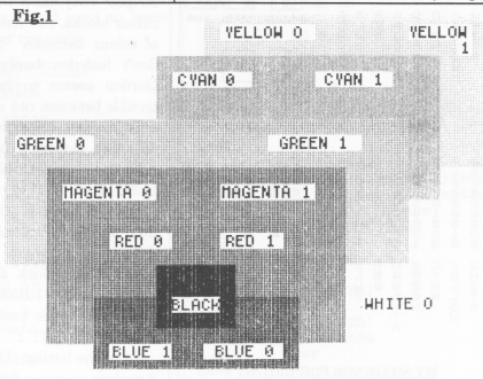 Fig.1
YELLOW 0 YELLOW 1
CYAN 0 CYAN 1
GREEN 0 GREEN 1
MAGENTA 0 MAGENTA 1
RED 0 RED 1
BLACK WHITE 0
BLUE 1 BLUE 0